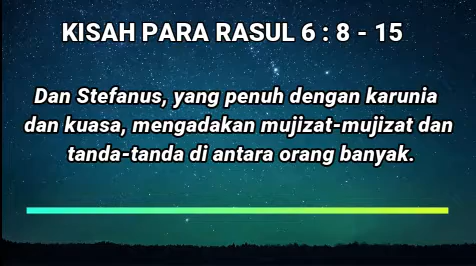 KISAH PARA RASUL 6 : 8 - 15
Dan Stefanus, yang penuh dengan karunia
dan kuasa, mengadakan mujizat-mujizat dan
tanda-tanda di antara orang banyak.